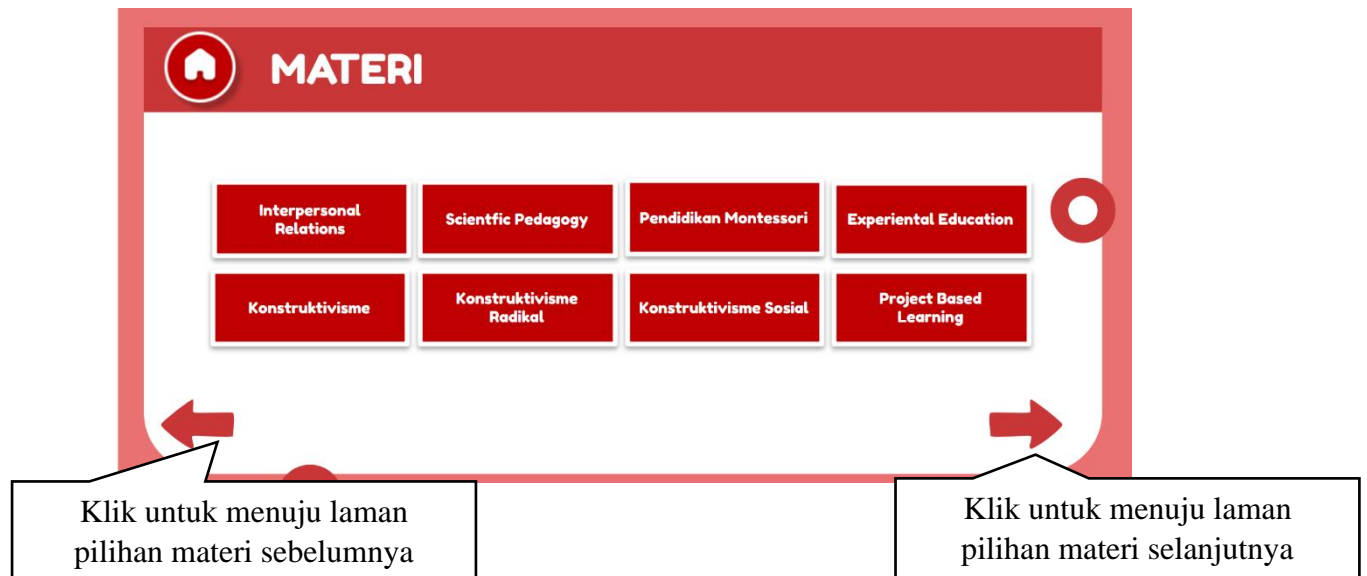 MATERI
Interpersonal
Relations
Scientfic Pedagogy
Pendidikan Montessori
Experiental Education
Konstruktivisme
Konstruktivisme
Radikal
Konstruktivisme Sosial
Project Based
Learning
Klik untuk menuju laman
pilihan materi sebelumnya
Klik untuk menuju laman
pilihan materi selanjutnya